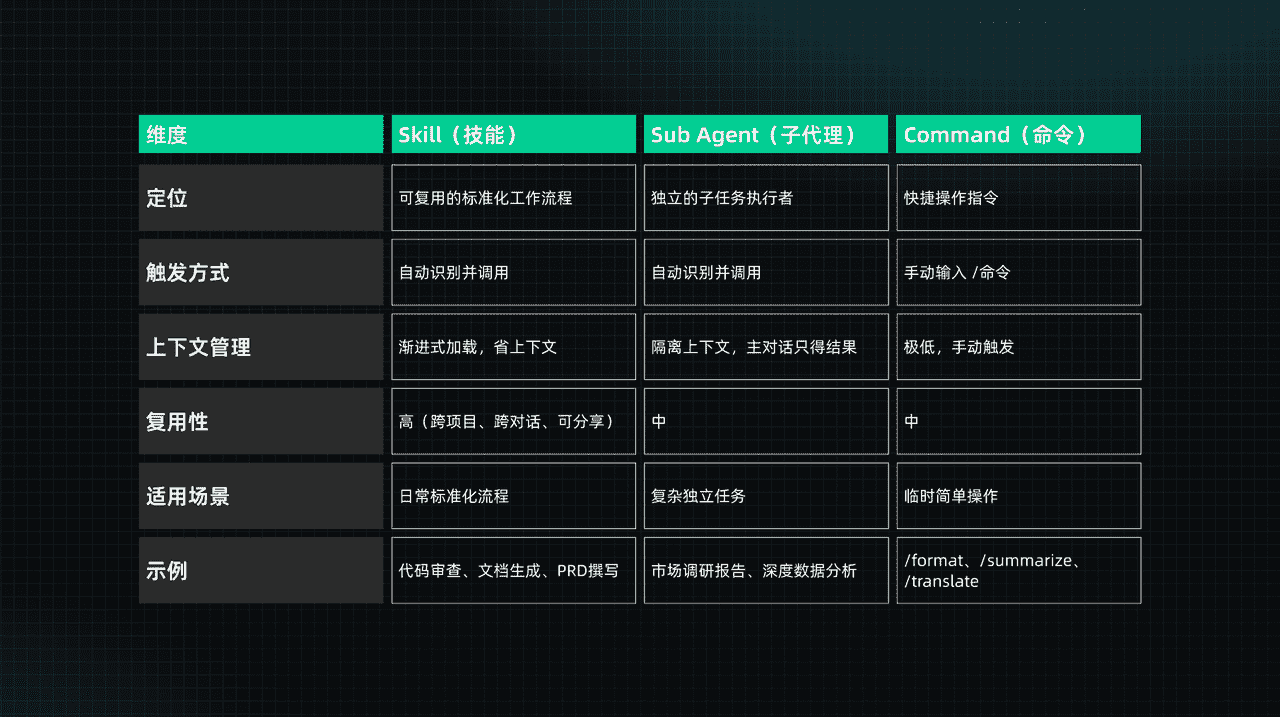 维度
Skill（技能）
Sub Agent（子代理）
Command（命令）
定位
可复用的标准化工作流程
独立的子任务执行者
快捷操作指令
触发方式
自动识别并调用
自动识别并调用
手动输入 /命令
上下文管理
渐进式加载，省上下文
隔离上下文，主对话只得结果
极低，手动触发
复用性
高（跨项目、跨对话、可分享）
中
中
适用场景
日常标准化流程
复杂独立任务
临时简单操作
示例
代码审查、文档生成、PRD撰写
市场调研报告、深度数据分析
/format、/summarize、
/translate